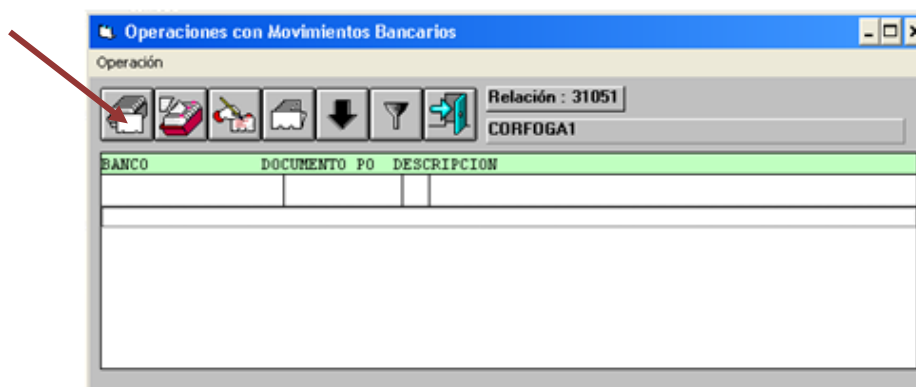 Operaciones con Movimientos Bancarios
Operación
Relación : 31051
CORFOGA1
BANCO DOCUMENTO PO DESCRIPCION